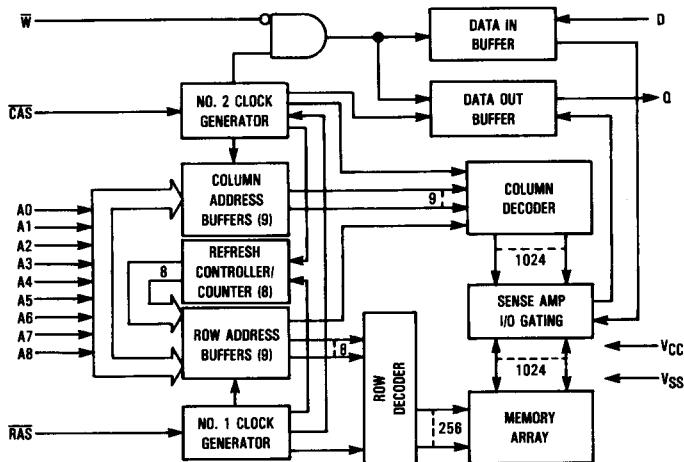 W
DATA IN
BUFFER
D
CAS
NO. 2 CLOCK
GENERATOR
DATA OUT
BUFFER
Q
COLUMN
ADDRESS
BUFFERS (9)
9
COLUMN
DECODER
A0
A1
A2
A3
A4
A5
A6
A7
A8
8
REFRESH
CONTROLLER/
COUNTER (8)
1024
SENSE AMP
I/O GATING
ROW ADDRESS
BUFFERS (9)
8
ROW
DECODER
1024
VCC
VSS
RAS
NO. 1 CLOCK
GENERATOR
256
MEMORY
ARRAY